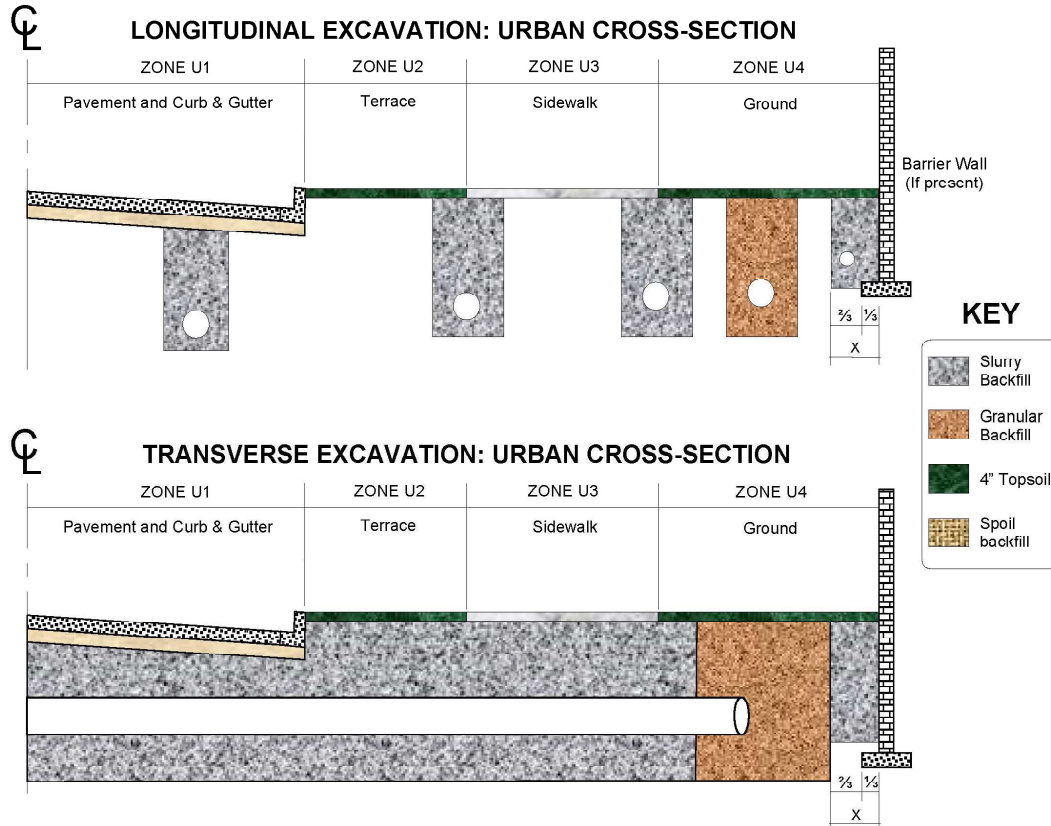 LONGITUDINAL EXCAVATION: URBAN CROSS-SECTION
ZONE U1 ZONE U2 ZONE U3 ZONE U4
Pavement and Curb & Gutter Terrace Sidewalk Ground
Barrier Wall
(If present)
⅔ ⅓
X
KEY
Slurry
Backfill
Granular
Backfill
4" Topsoil
Spoil
backfill
℄
TRANSVERSE EXCAVATION: URBAN CROSS-SECTION
ZONE U1 ZONE U2 ZONE U3 ZONE U4
Pavement and Curb & Gutter Terrace Sidewalk Ground
⅔ ⅓
X
℄